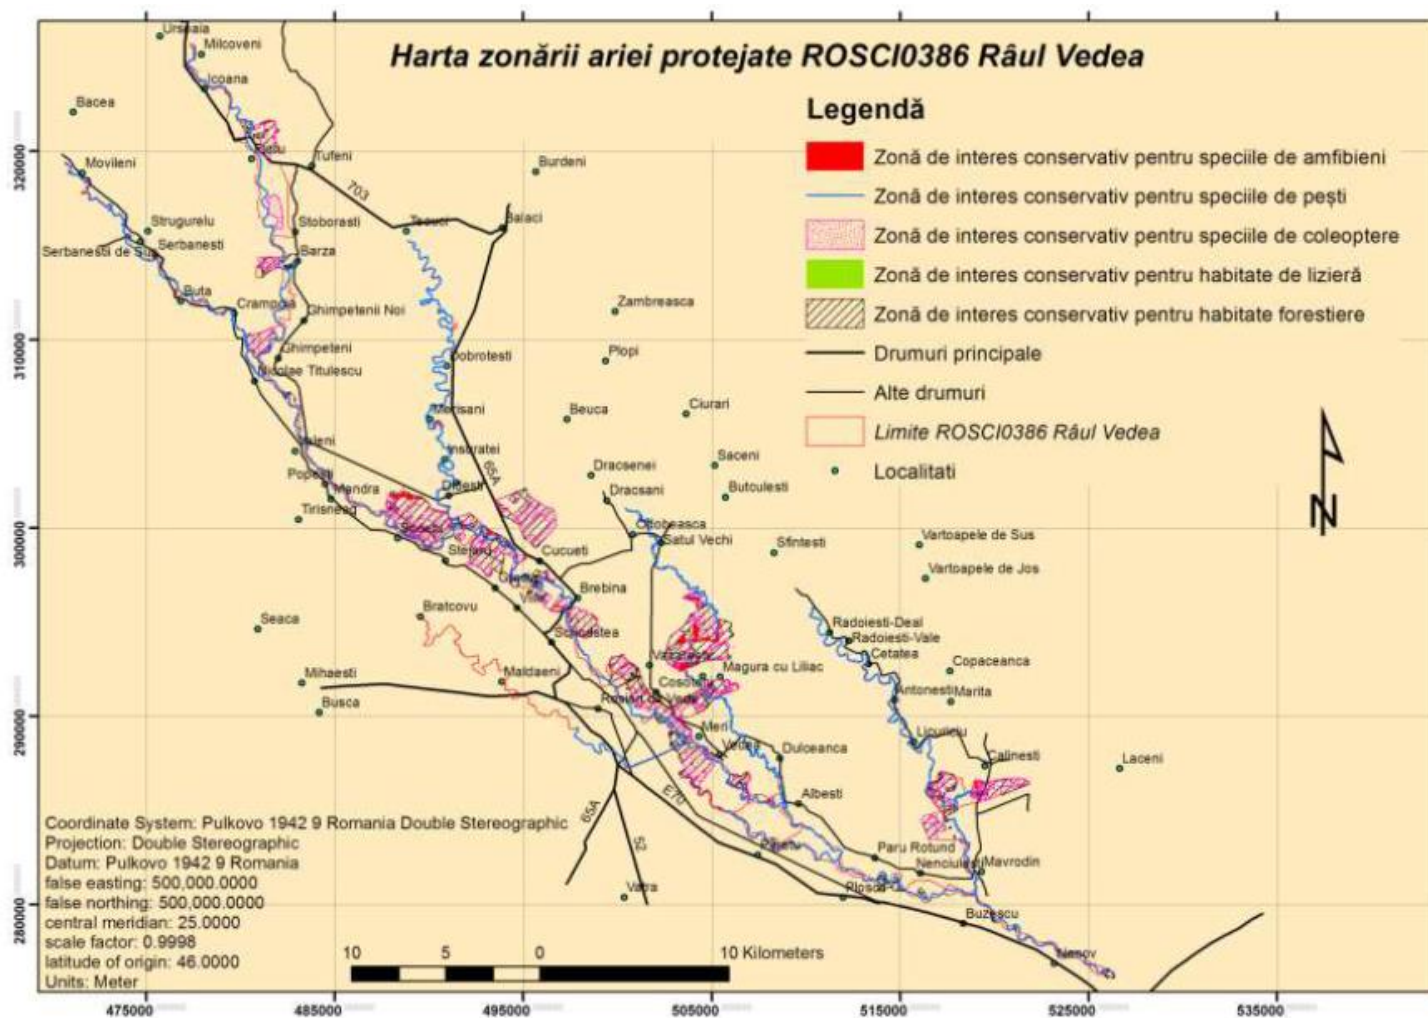 Harta zonării ariei protejate ROSCI0386 Râul Vedea
Legendă
Zonă de interes conservativ pentru speciile de amfibieni
Zonă de interes conservativ pentru speciile de pești
Zonă de interes conservativ pentru speciile de coleoptere
Zonă de interes conservativ pentru habitate de lizieră
Zonă de interes conservativ pentru habitate forestiere
Drumuri principale
Alte drumuri
Limite ROSCI0386 Râul Vedea
Localitati
N
Milcoveni
Icoana
Bacea
Movileni
Tufeni
703
Burdeni
Strugurelu
Serbanesti
Stoborasti
Balaci
Barza
Buta
Ghimpetenii Noi
Zambreasca
Ghimpeteni
Nicolae Titulescu
Dobrotesti
Plopi
Merisani
Beuca
Ciurari
Popesti
Mandra
65A
Dracsenei
Saceni
Dracsani
Butculesti
Tirisneag
Cucueti
Satul Vechi
Sfintesti
Vartoapele de Sus
Vartoapele de Jos
Brebina
Bratcovu
Seaca
Radoiesti-Deal
Radoiesti-Vale
Cetatea
Mihaesti
Maldaeni
Magura cu Liliac
Copaceanca
Busca
Antonesti
Marita
Meri
Dulceanca
Calinesti
Laceni
Albesti
E70
65A
52
Paru Rotund
Mavrodin
Vatra
Buzescu
Nenov
Coordinate System: Pulkovo 1942 9 Romania Double Stereographic
Projection: Double Stereographic
Datum: Pulkovo 1942 9 Romania
false easting: 500,000.0000
false northing: 500,000.0000
central meridian: 25.0000
scale factor: 0.9998
latitude of origin: 46.0000
Units: Meter
10 5 0 10 Kilometers
320000
310000
300000
290000
280000
475000 485000 495000 505000 515000 525000 535000